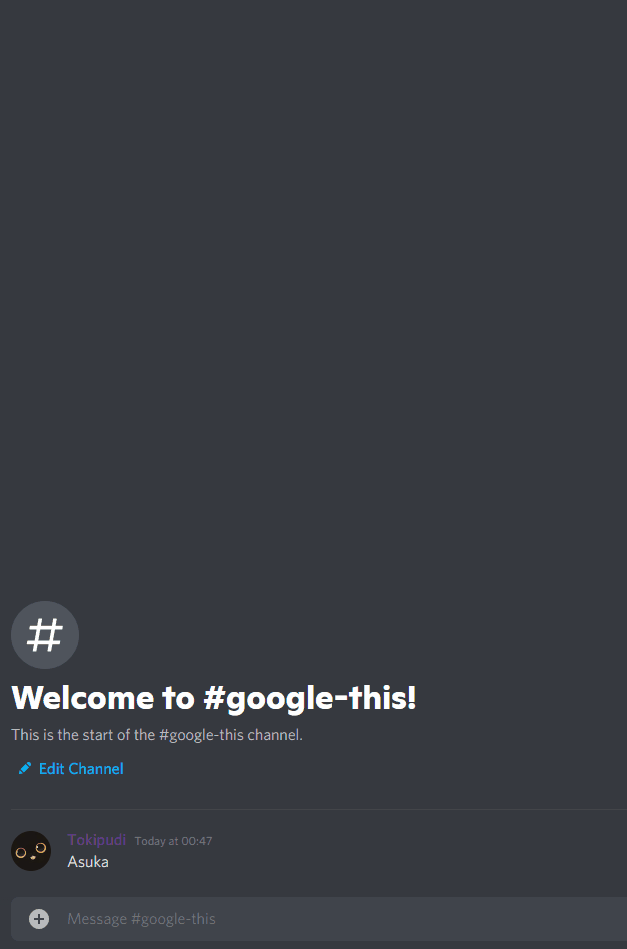 #
Welcome to #google-this!
This is the start of the #google-this channel.
Edit Channel
Tokipudi Today at 00:47
Asuka
Message #google-this